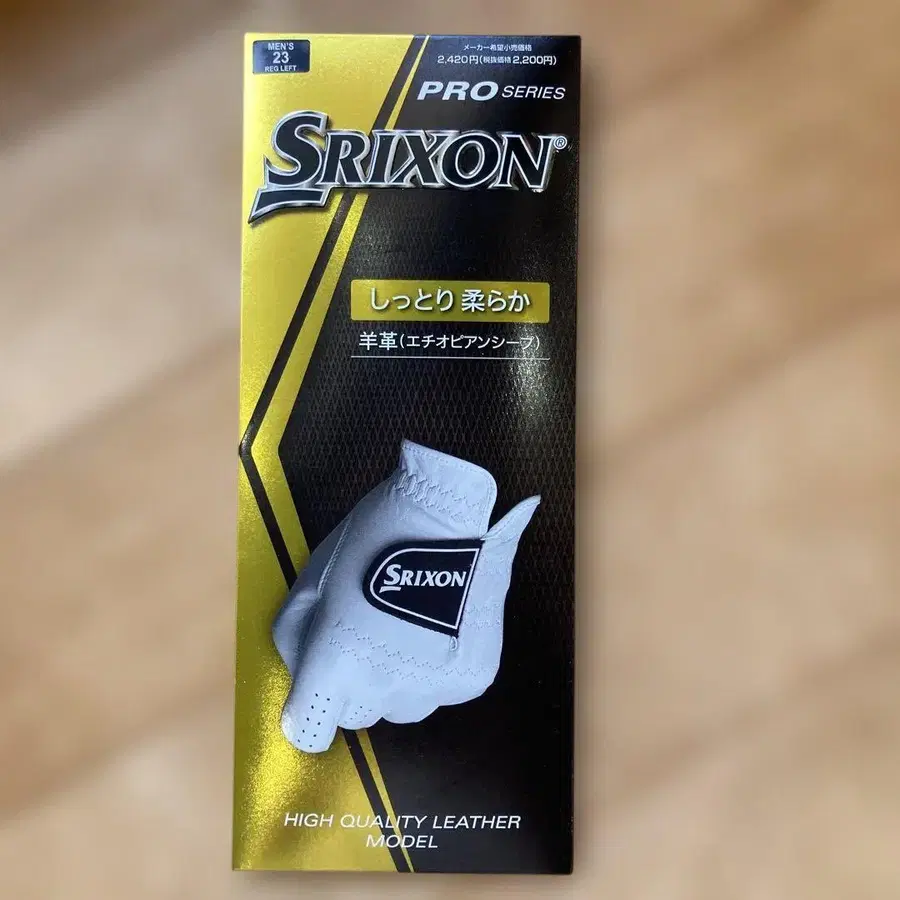 MEN'S
23
REG LEFT
メーカー希望小売価格
2,420円(税抜価格2,200円)
PRO SERIES
SRIXON®
しっとり 柔らか
羊革(エチオピアンシープ)
SRIXON
HIGH QUALITY LEATHER
MODEL